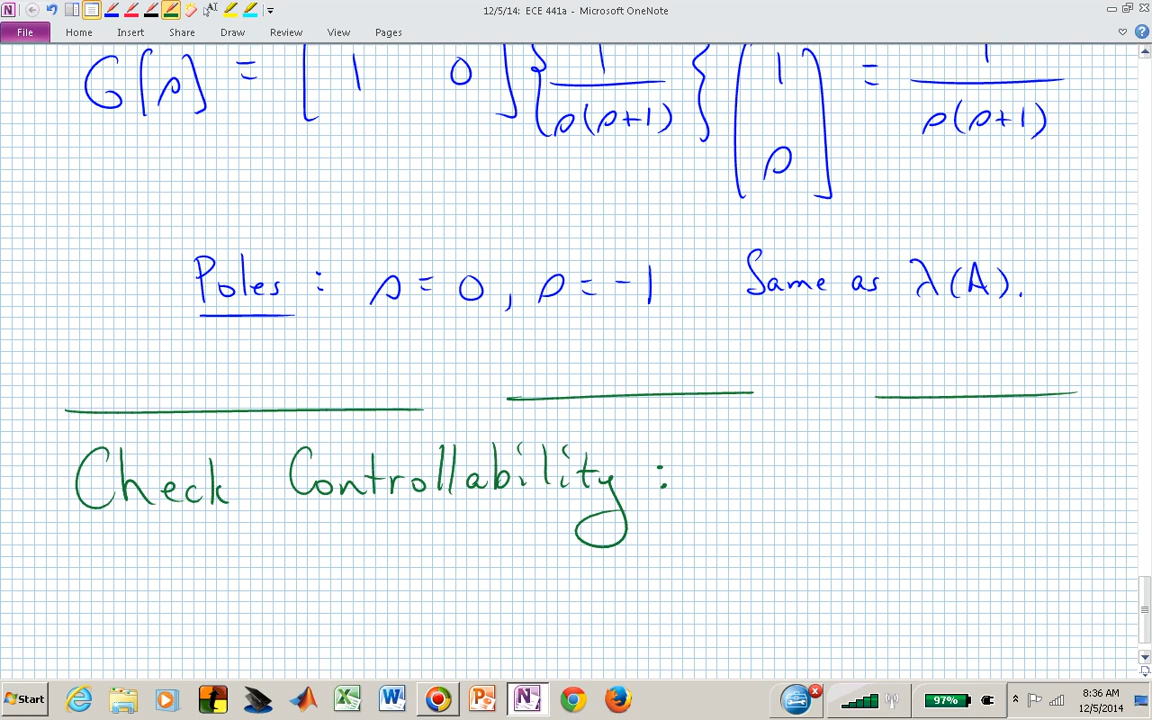 12/5/14: ECE 441a - Microsoft OneNote
File Home Insert Share Draw Review View Pages
G(s) = [1 0] { 1/(s(s+1)) } [1 s] = 1/(s(s+1))
Poles : s = 0, s = -1 Same as λ(A).
Check Controllability :
Start
97%
8:36 AM
12/5/2014